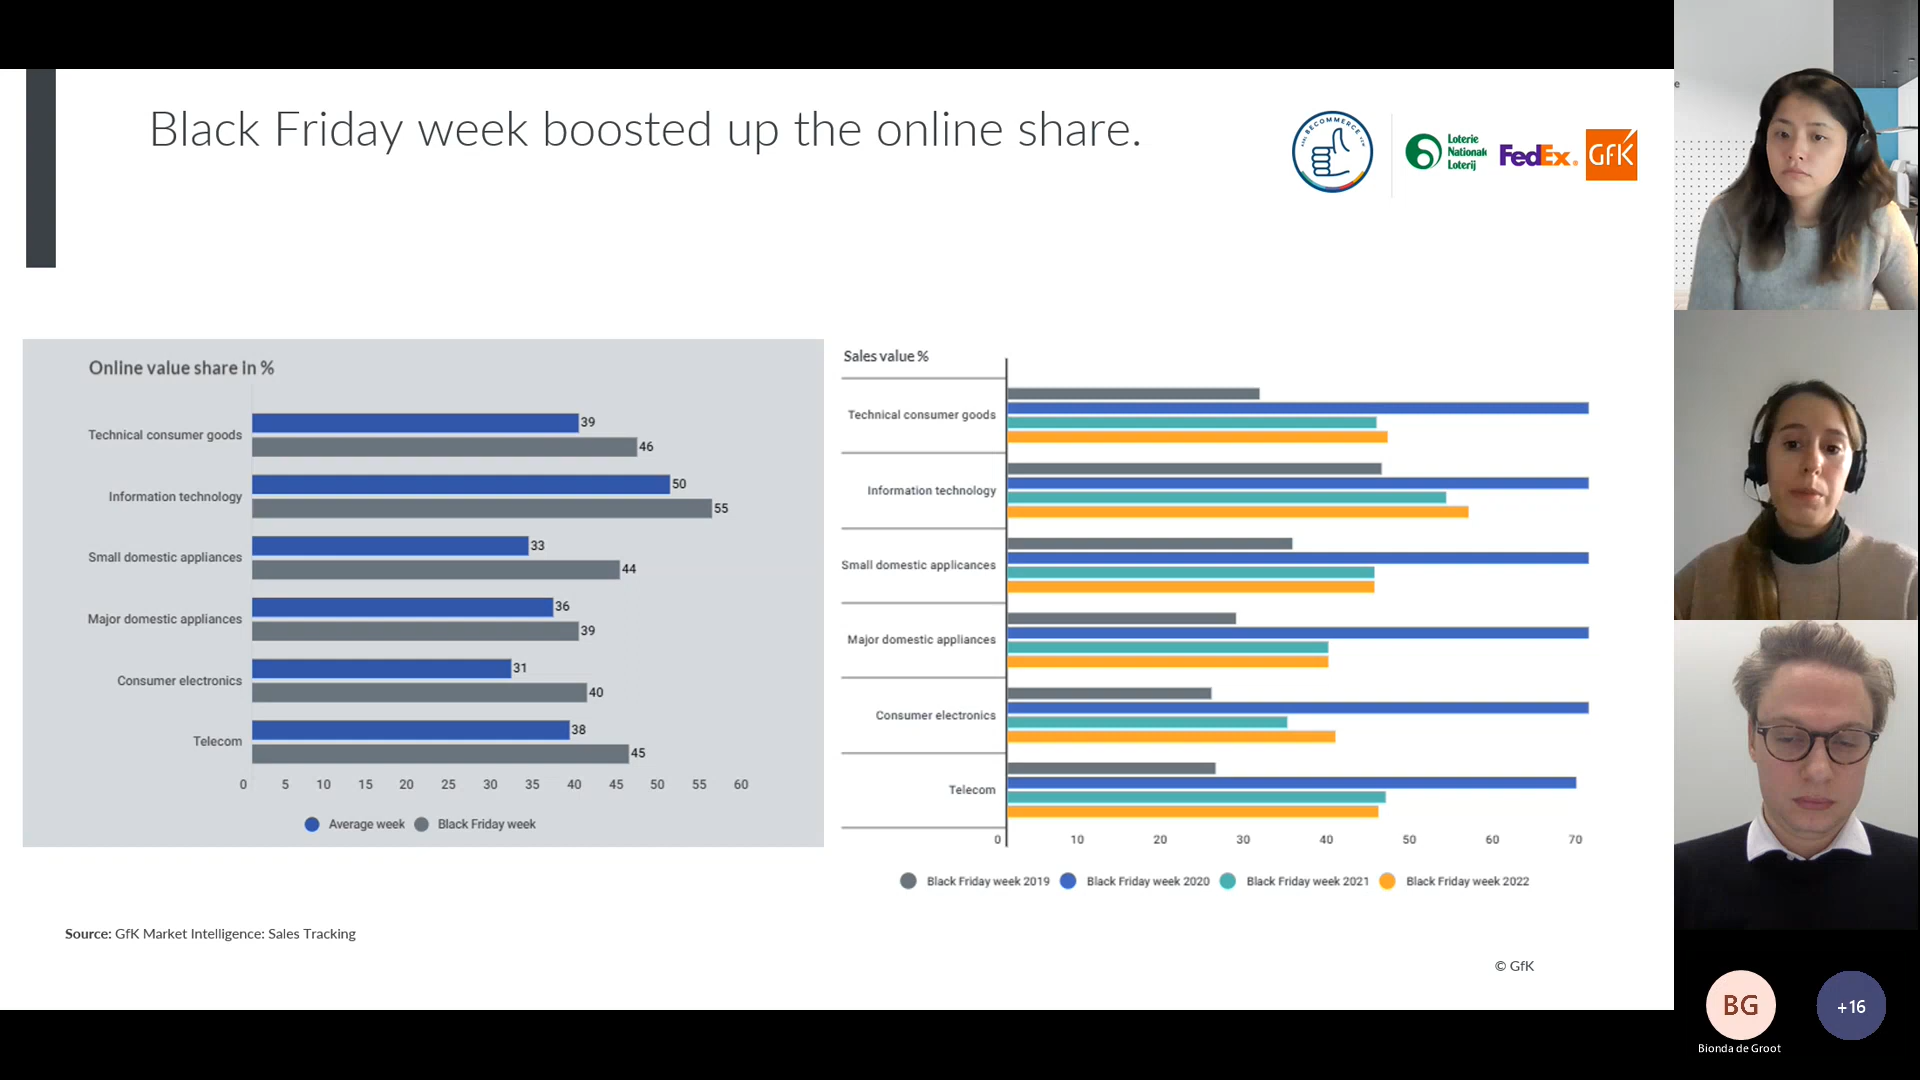 Black Friday week boosted up the online share.
BECOMMERCE
Loterie
Nationale
Loterij
FedEx®
GfK
e
Online value share in %
Technical consumer goods
39
46
Information technology
50
55
Small domestic appliances
33
44
Major domestic appliances
36
39
Consumer electronics
31
40
Telecom
38
45
0 5 10 15 20 25 30 35 40 45 50 55 60
Average week Black Friday week
Sales value %
Technical consumer goods
Information technology
Small domestic applicances
Major domestic appliances
Consumer electronics
Telecom
0 10 20 30 40 50 60 70
Black Friday week 2019 Black Friday week 2020 Black Friday week 2021 Black Friday week 2022
Source: GfK Market Intelligence: Sales Tracking
© GfK
BG
+16
Bionda de Groot